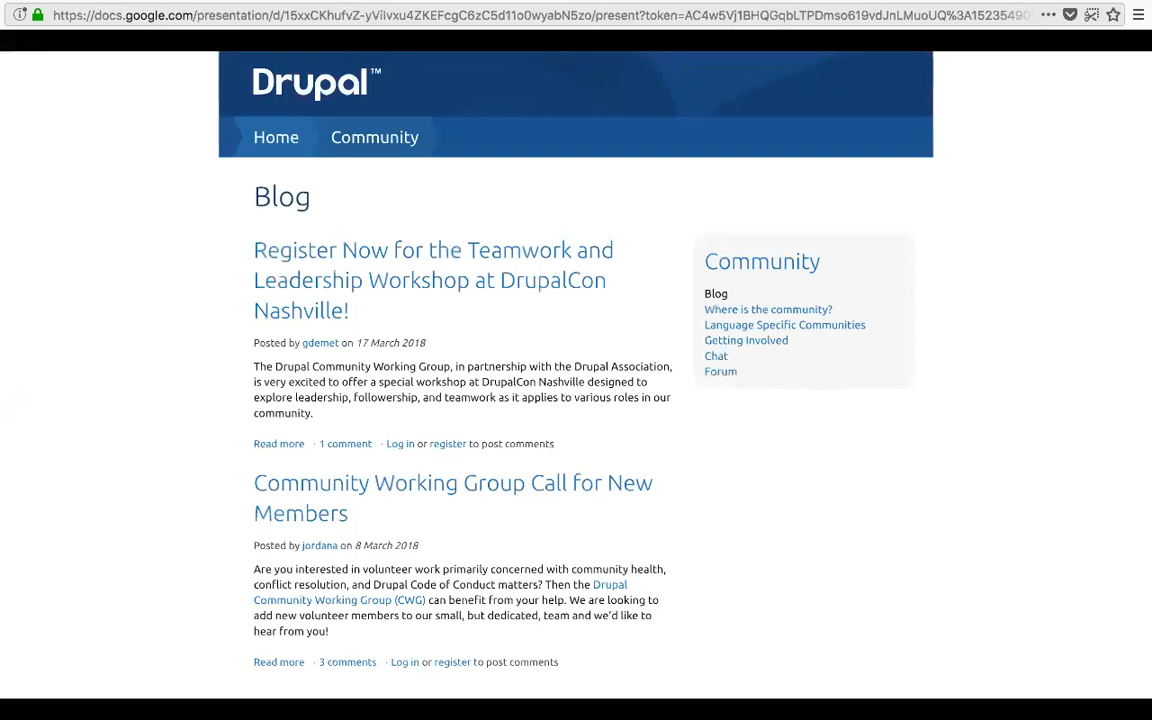 https://docs.google.com/presentation/d/15xxCKhufvZ-yViIvxu4ZKEFcgC6zC5d11o0wyabN5zo/present?token=AC4w5Vj1BHQGqbLTPDmso619vdJnLMuoUQ%3A15235490
Drupal™
Home Community
Blog
Register Now for the Teamwork and
Leadership Workshop at DrupalCon
Nashville!
Posted by gdemet on 17 March 2018
The Drupal Community Working Group, in partnership with the Drupal Association,
is very excited to offer a special workshop at DrupalCon Nashville designed to
explore leadership, followership, and teamwork as it applies to various roles in our
community.
Read more · 1 comment · Log in or register to post comments
Community Working Group Call for New
Members
Posted by jordana on 8 March 2018
Are you interested in volunteer work primarily concerned with community health,
conflict resolution, and Drupal Code of Conduct matters? Then the Drupal
Community Working Group (CWG) can benefit from your help. We are looking to
add new volunteer members to our small, but dedicated, team and we'd like to
hear from you!
Read more · 3 comments · Log in or register to post comments
Community
Blog
Where is the community?
Language Specific Communities
Getting Involved
Chat
Forum